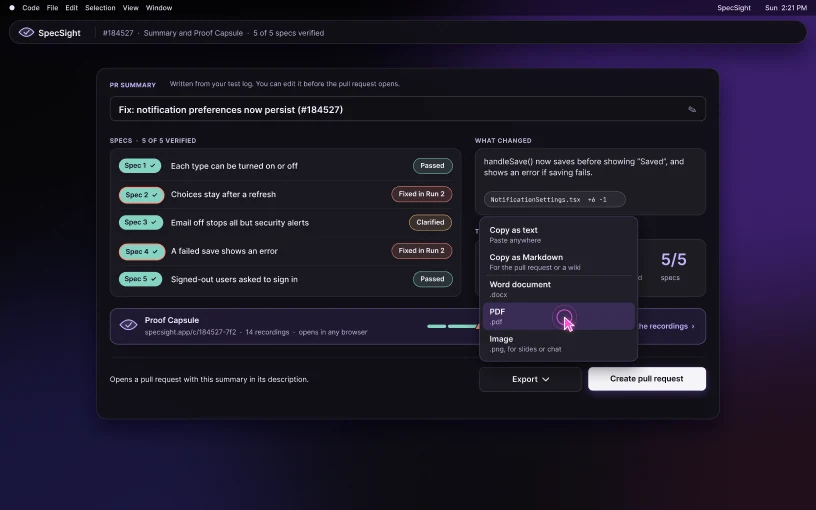 Code File Edit Selection View Window SpecSight Sun 2:21 PM
SpecSight #184527 · Summary and Proof Capsule · 5 of 5 specs verified
PR SUMMARY Written from your test log. You can edit it before the pull request opens.
Fix: notification preferences now persist (#184527)
SPECS · 5 OF 5 VERIFIED
Spec 1 ✓ Each type can be turned on or off Passed
Spec 2 ✓ Choices stay after a refresh Fixed in Run 2
Spec 3 ✓ Email off stops all but security alerts Clarified
Spec 4 ✓ A failed save shows an error Fixed in Run 2
Spec 5 ✓ Signed-out users asked to sign in Passed
WHAT CHANGED
handleSave() now saves before showing "Saved", and
shows an error if saving fails.
NotificationSettings.tsx +6 -1
5/5
specs
Proof Capsule
specsight.app/c/184527-7f2 · 14 recordings · opens in any browser
he recordings ›
Copy as text
Paste anywhere
Copy as Markdown
For the pull request or a wiki
Word document
.docx
PDF
.pdf
Image
.png, for slides or chat
Opens a pull request with this summary in its description.
Export
Create pull request